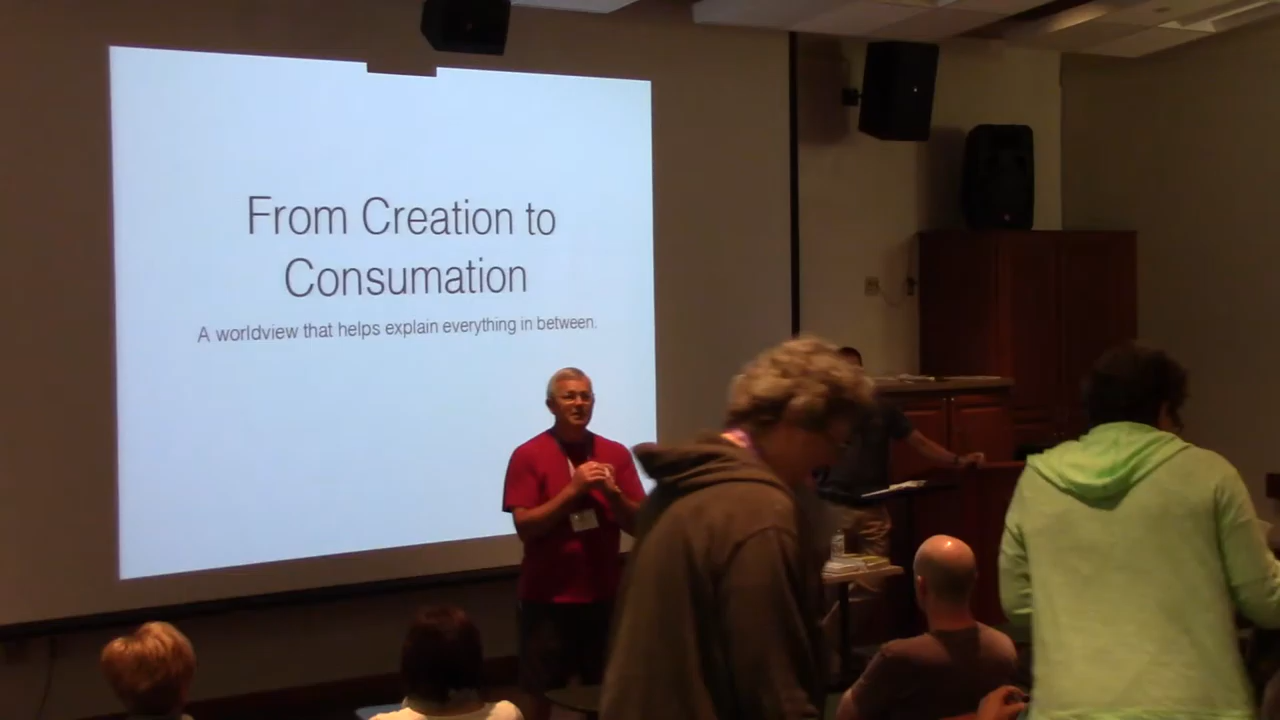 From Creation to
Consumation
A worldview that helps explain everything in between.